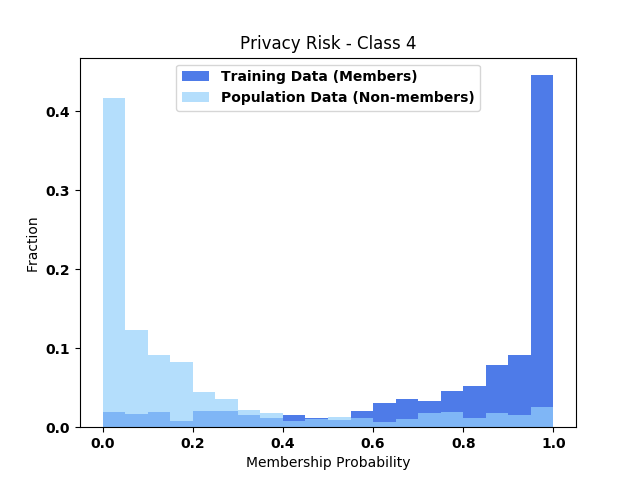 Privacy Risk - Class 4
Training Data (Members)
Population Data (Non-members)
Fraction
0.4
0.3
0.2
0.1
0.0
0.0 0.2 0.4 0.6 0.8 1.0
Membership Probability